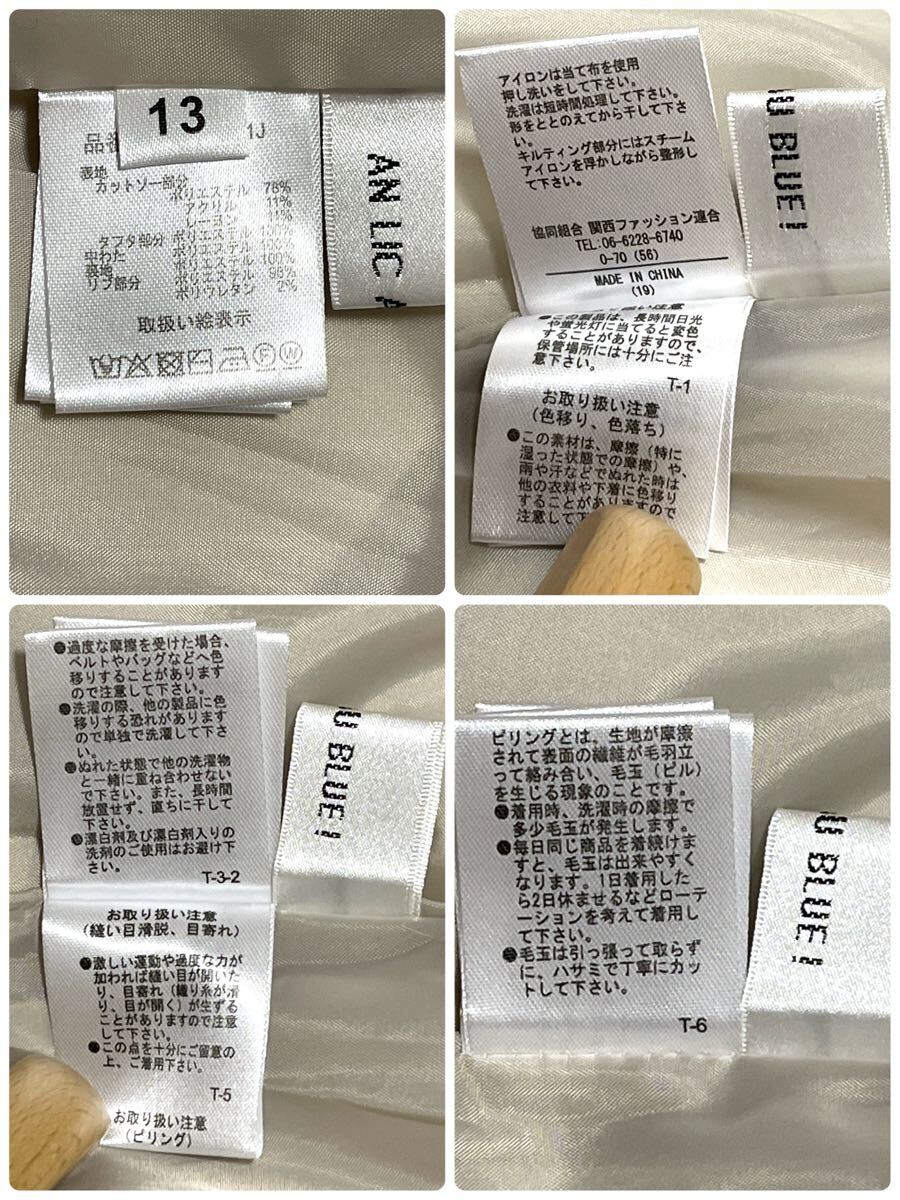 13
品番
1J
表地
カットソー部分
ポリエステル 78%
アクリル 11%
レーヨン 11%
タフタ部分 ポリエステル 100%
中わた ポリエステル 100%
裏地 ポリエステル 98%
リブ部分 ポリウレタン 2%
取扱い絵表示
AN LIC A
アイロンは当て布を使用
押し洗いをして下さい。
洗濯は短時間処理して下さい。
形をととのえてから干して下さ
い。
キルティング部分にはスチーム
アイロンを浮かしながら整形し
て下さい。
協同組合 関西ファッション連合
TEL:06-6228-6740
0-70 (56)
MADE IN CHINA
(19)
U BLUE!
注意
●この製品は、長時間日光
や蛍光灯に当てると変色
することがありますので、
保管場所には十分にご注
意下さい。
T-1
お取り扱い注意
(色移り、色落ち)
●この素材は、摩擦（特に
湿った状態での摩擦）や、
雨や汗などでぬれた時は
他の衣料や下着に色移り
することがありますので
注意して下
●過度な摩擦を受けた場合、
ベルトやバッグなどへ色
移りすることがあります
ので注意して下さい。
●洗濯の際、他の製品に色
移りする恐れがあります
ので単独で洗濯して下さ
い。
●ぬれた状態で他の洗濯物
と一緒に重ね合わせない
で下さい。また、長時間
放置せず、直ちに干して
下さい。
●漂白剤及び漂白剤入りの
洗剤のご使用はお避け下
さい。
T-3-2
お取り扱い注意
(縫い目滑脱、目寄れ)
●激しい運動や過度な力が
加われば縫い目が開いた
り、目寄れ（織り糸が滑
り、目が開く）が生ずる
ことがありますので注意
して下さい。
●この点を十分にご留意の
上、ご着用下さい。
T-5
お取り扱い注意
(ピリング)
U BLUE!
ピリングとは、生地が摩擦
されて表面の繊維が毛羽立
って絡み合い、毛玉（ピル）
を生じる現象のことです。
●着用時、洗濯時の摩擦で
多少毛玉が発生します。
●毎日同じ商品を着続けま
すと、毛玉は出来やすく
なります。1日着用した
ら2日休ませるなどローテ
ーションを考えて着用し
て下さい。
●毛玉は引っ張って取らず
に、ハサミで丁寧にカッ
トして下さい。
T-6
U BLUE!